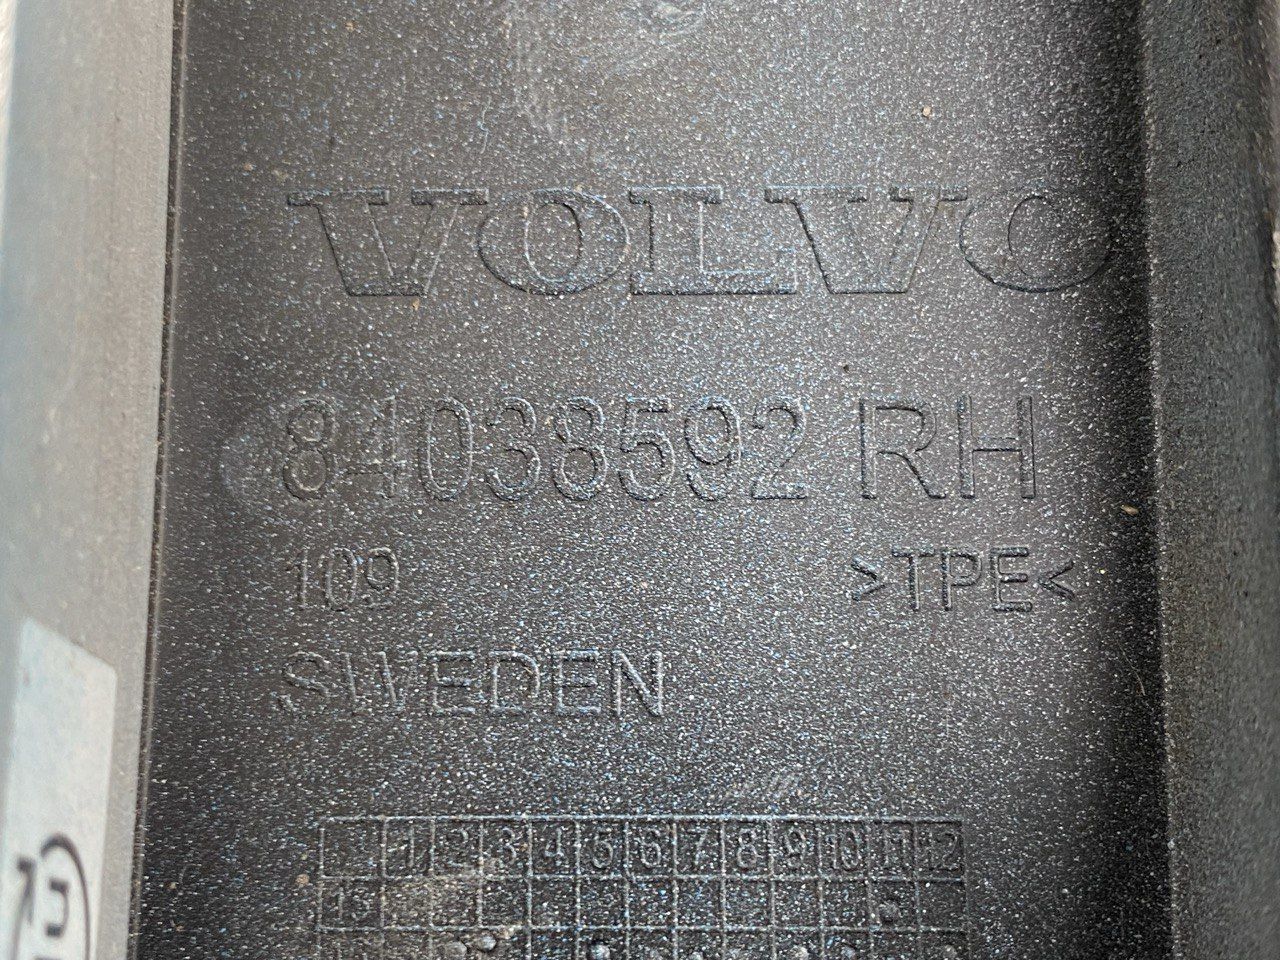 VOLVO
84038592 RH
109 >TPE<
SWEDEN
1 2 3 4 5 6 7 8 9 10 11 12